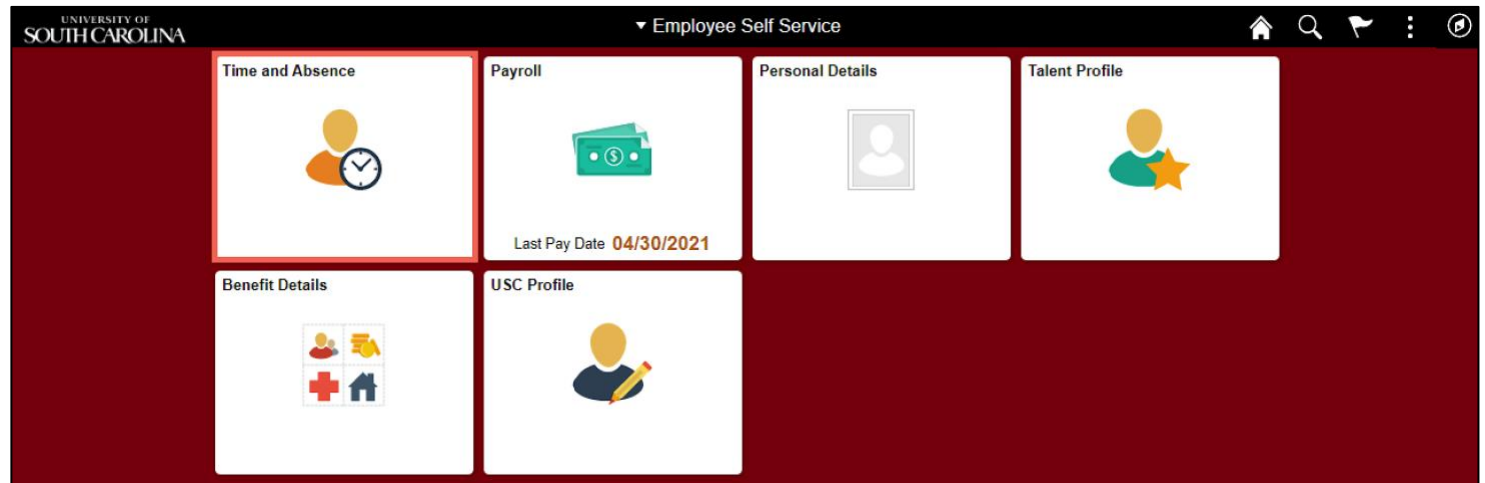 UNIVERSITY OF
SOUTH CAROLINA
Employee Self Service
Time and Absence
Payroll
Personal Details
Talent Profile
Last Pay Date 04/30/2021
Benefit Details
USC Profile